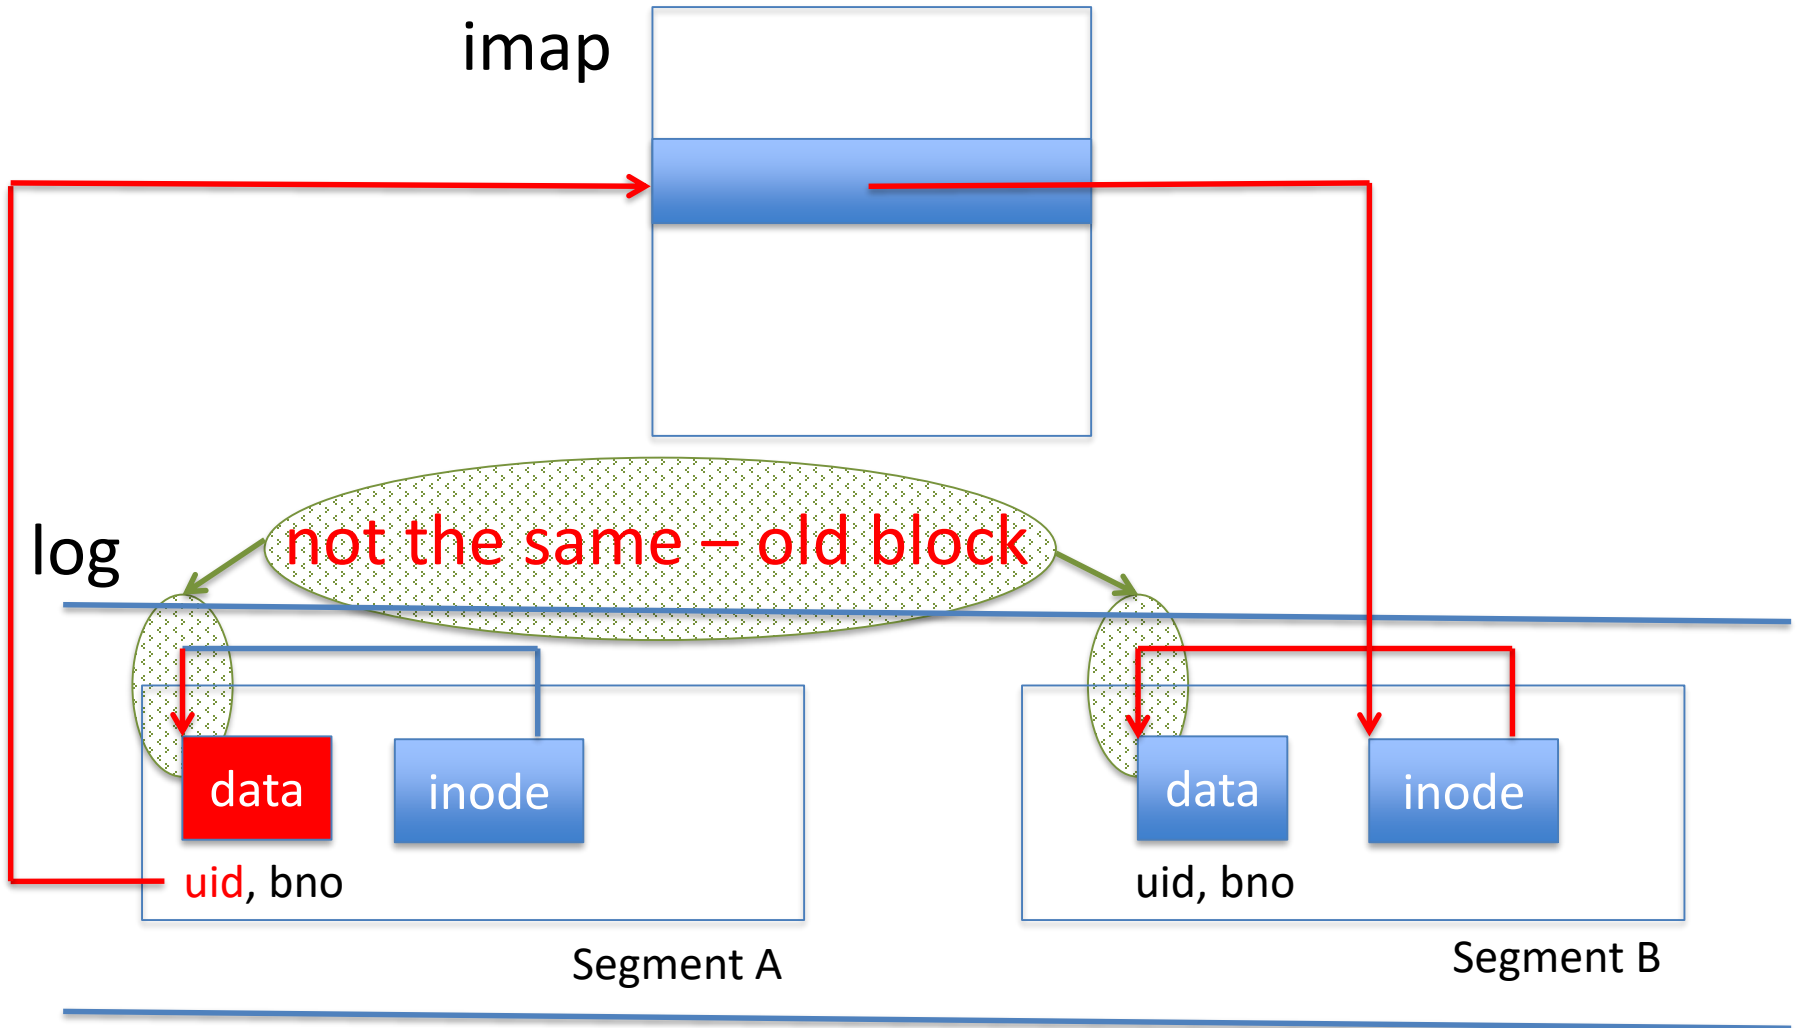 imap
log
not the same – old block
data
inode
data
inode
uid, bno
uid, bno
Segment A
Segment B